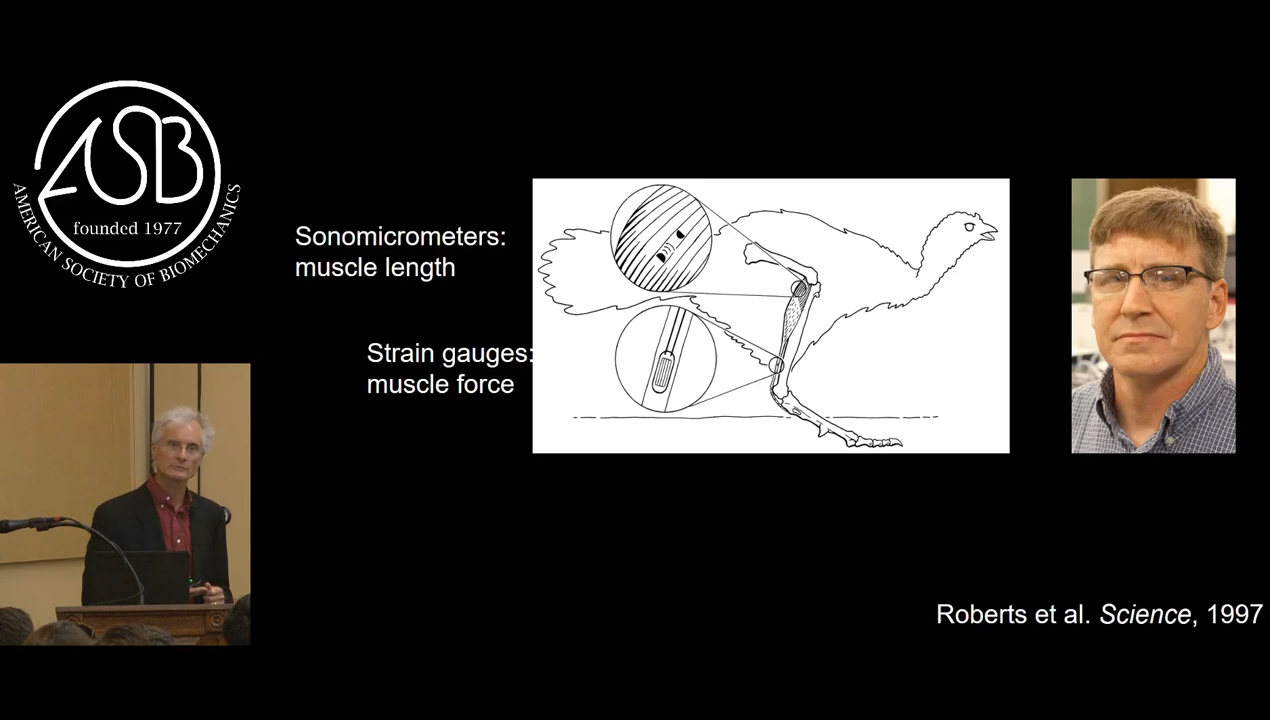 ASB
founded 1977
AMERICAN SOCIETY OF BIOMECHANICS
Sonomicrometers:
muscle length
Strain gauges:
muscle force
Roberts et al. Science, 1997